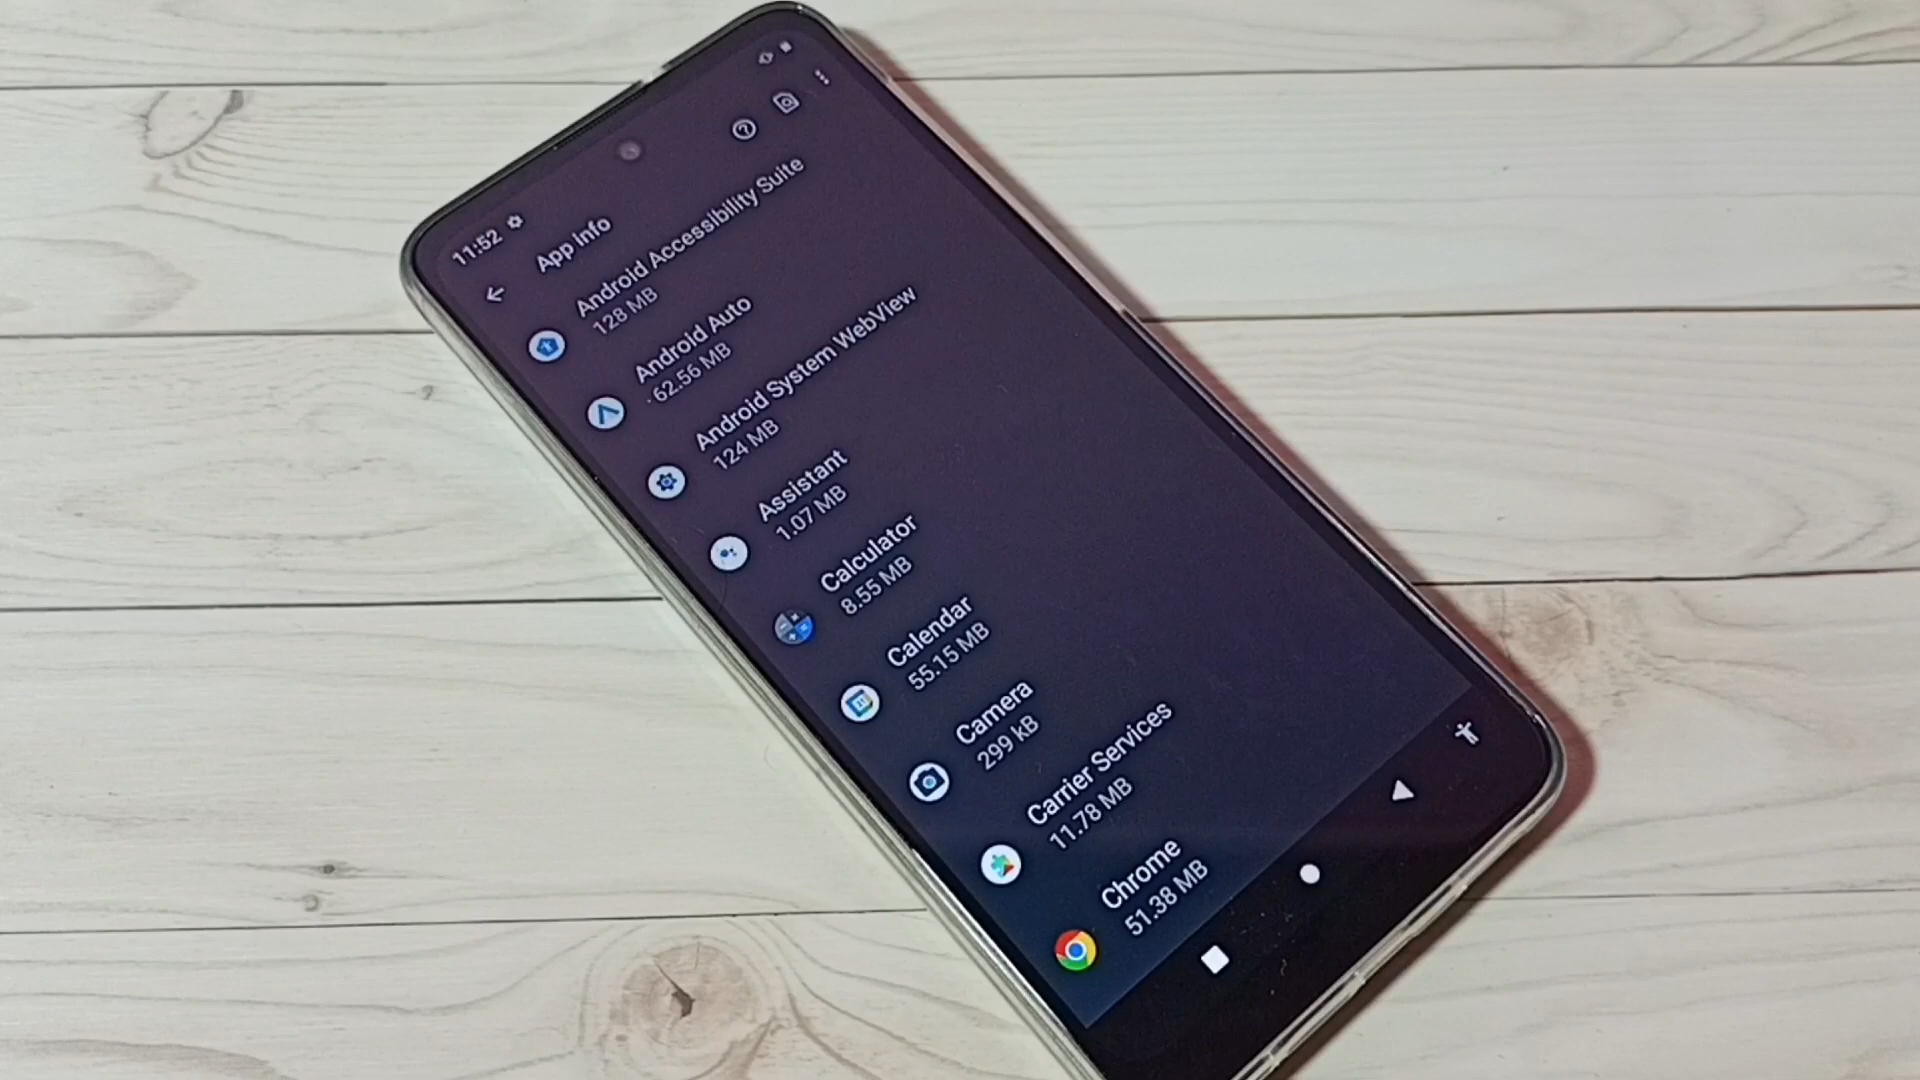 11:52
App info
Android Accessibility Suite
128 MB
Android Auto
62.56 MB
Android System WebView
124 MB
Assistant
1.07 MB
Calculator
8.55 MB
Calendar
55.15 MB
Camera
299 kB
Carrier Services
11.78 MB
Chrome
51.38 MB